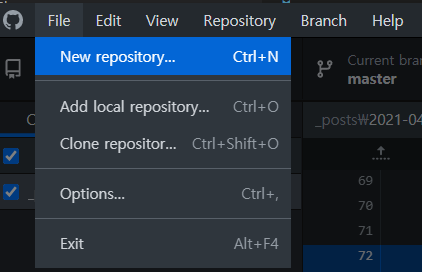 File Edit View Repository Branch Help
New repository... Ctrl+N
Current bran
master
Add local repository... Ctrl+O
_posts₩2021-04
Clone repositor... Ctrl+Shift+O
69
Options... Ctrl+,
70
71
Exit Alt+F4
72